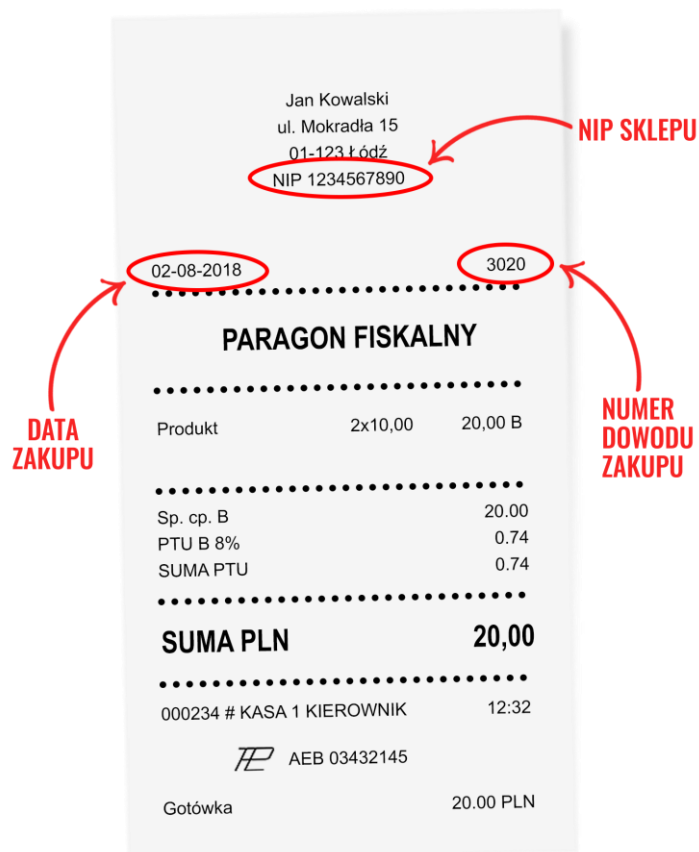 Jan Kowalski
ul. Mokradła 15
01-123 Łódź
NIP 1234567890
NIP SKLEPU
02-08-2018 3020
PARAGON FISKALNY
DATA
ZAKUPU
NUMER
DOWODU
ZAKUPU
Produkt 2x10,00 20,00 B
Sp. cp. B 20.00
PTU B 8% 0.74
SUMA PTU 0.74
SUMA PLN 20,00
000234 # KASA 1 KIEROWNIK 12:32
AEB 03432145
Gotówka 20.00 PLN